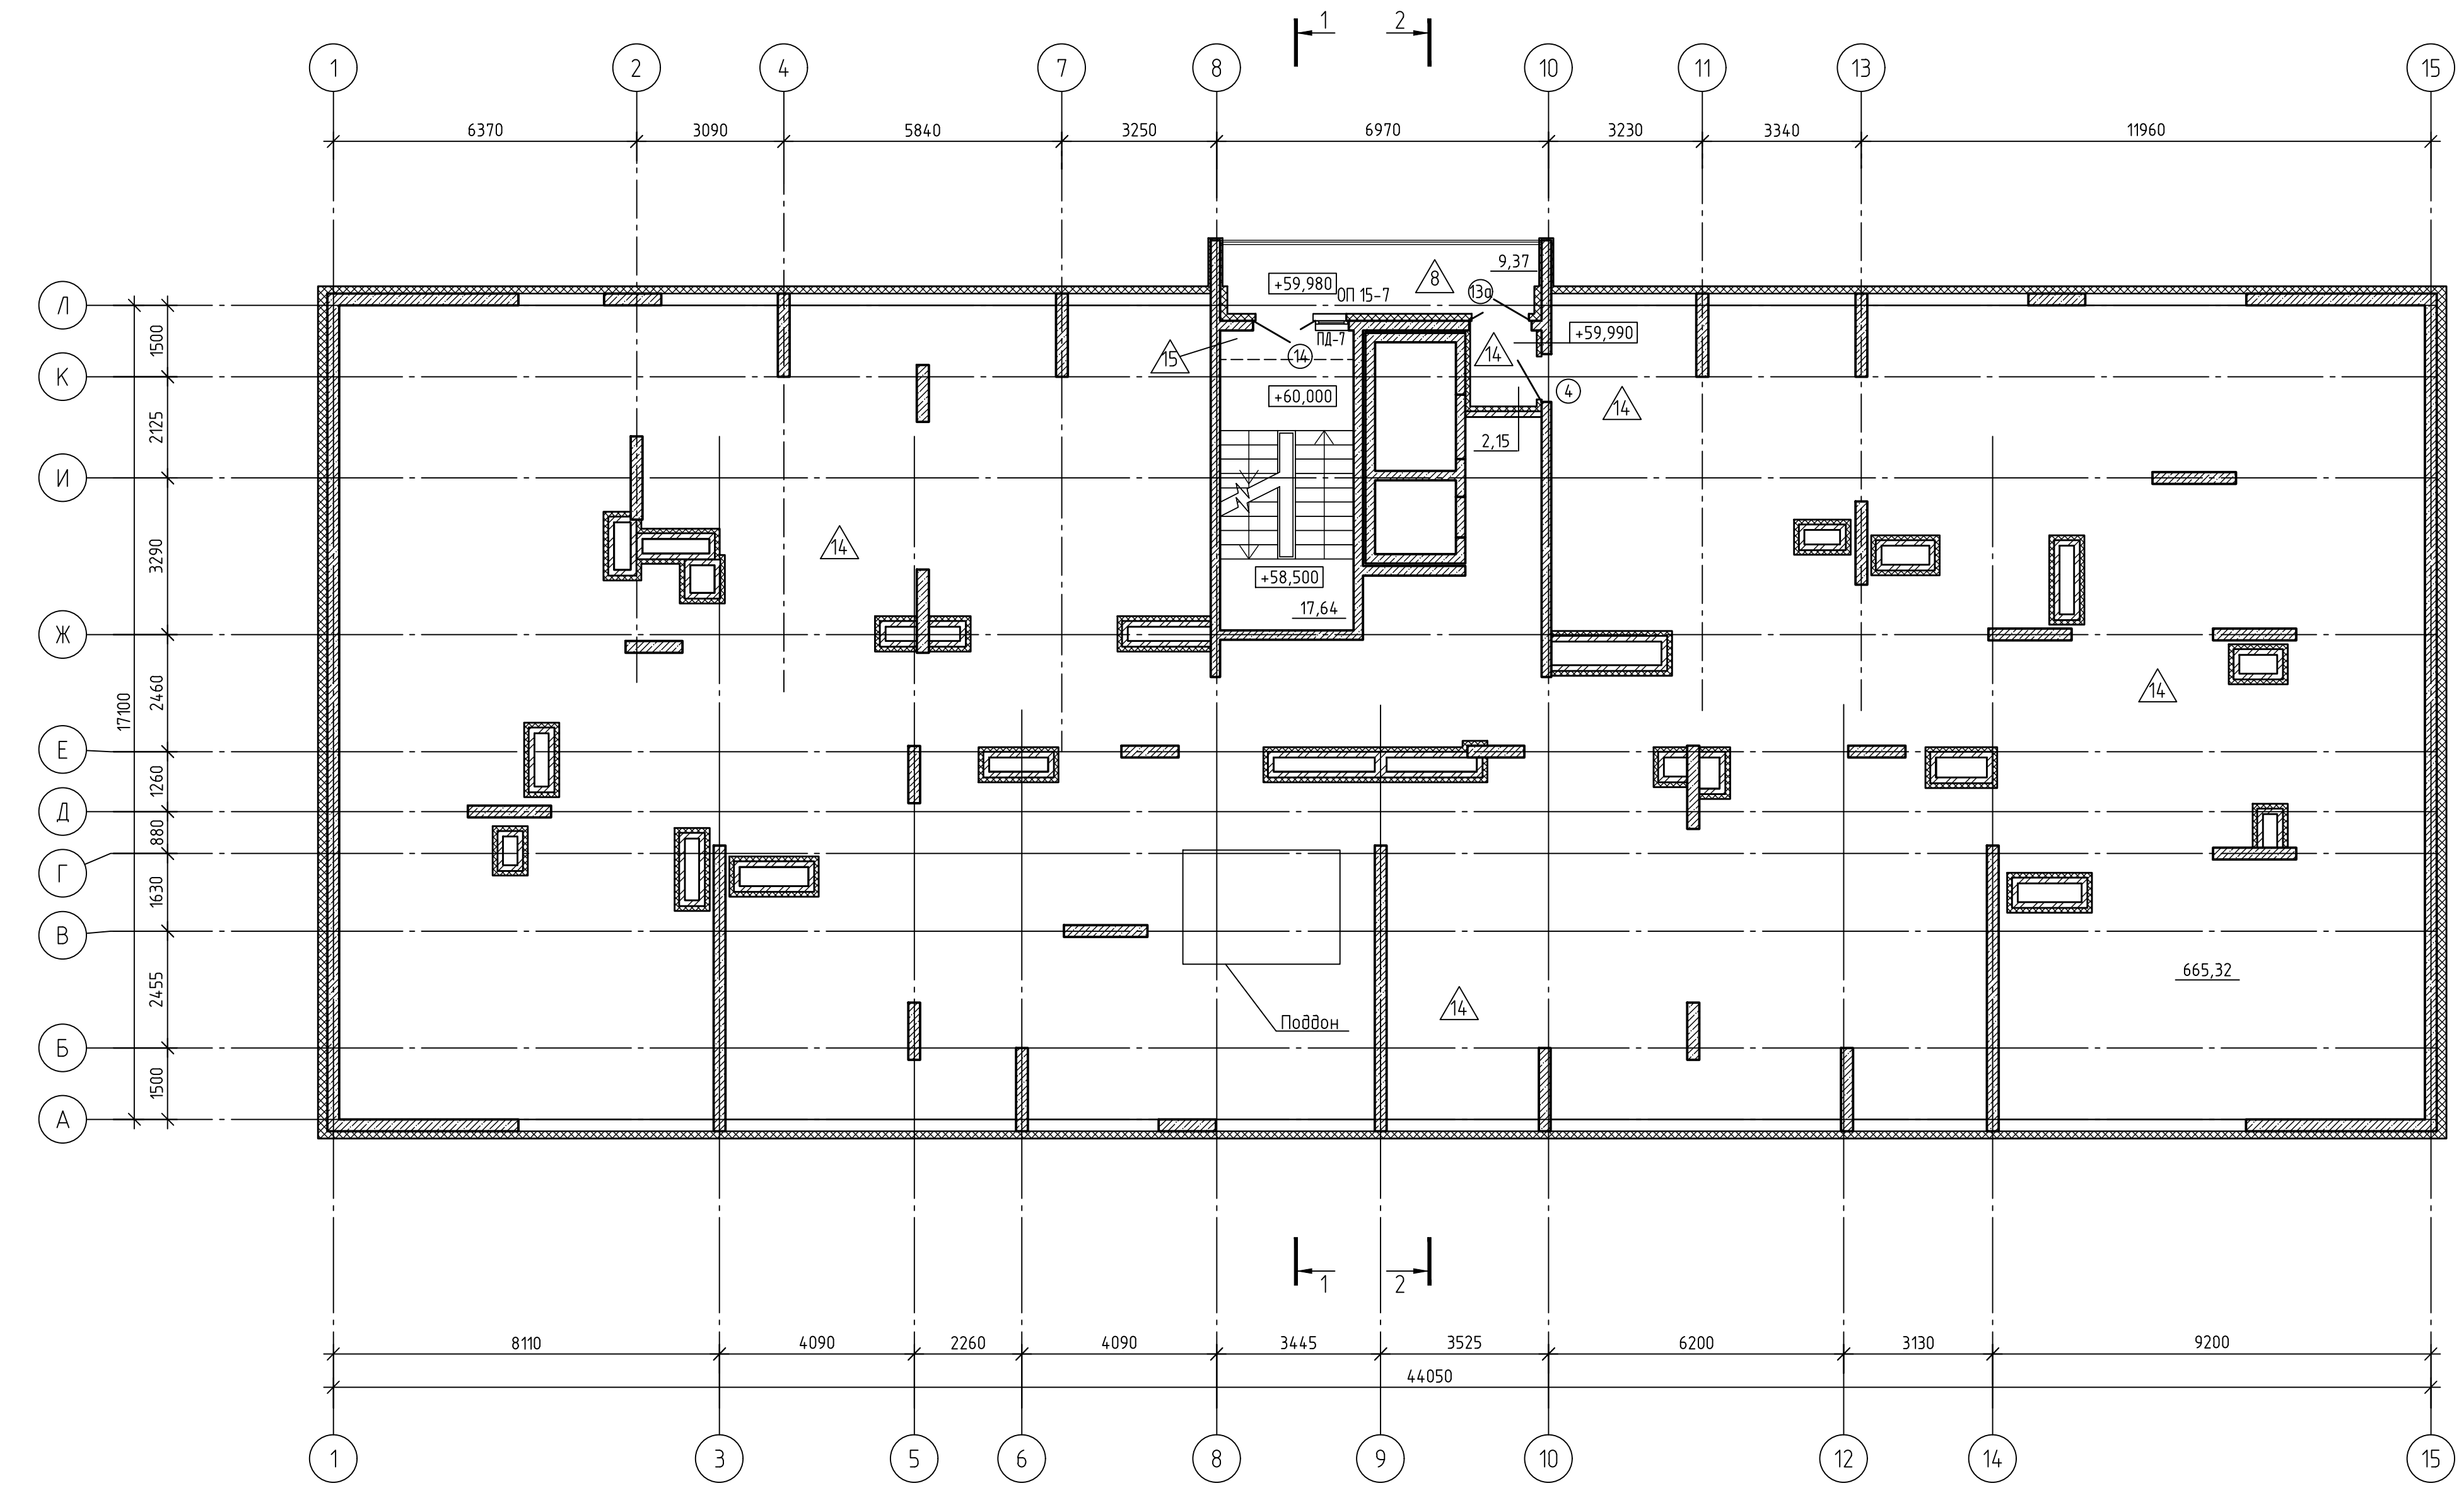 1 2
1 2 4 7 8 10 11 13 15
6370 3090 5840 3250 6970 3230 3340 11960
9,37
8
+59,980
ОП 15-7
13а
Л
+59,990
1500
ПД-7
15
14
14
К
+60,000
4
14
2125
2,15
И
3290
14
+58,500
17,64
Ж
2460
14
17100
Е
1260
Д
880
Г
1630
В
665,32
2455
14
Поддон
Б
1500
А
1 2
8110 4090 2260 4090 3445 3525 6200 3130 9200
44050
1 3 5 6 8 9 10 12 14 15